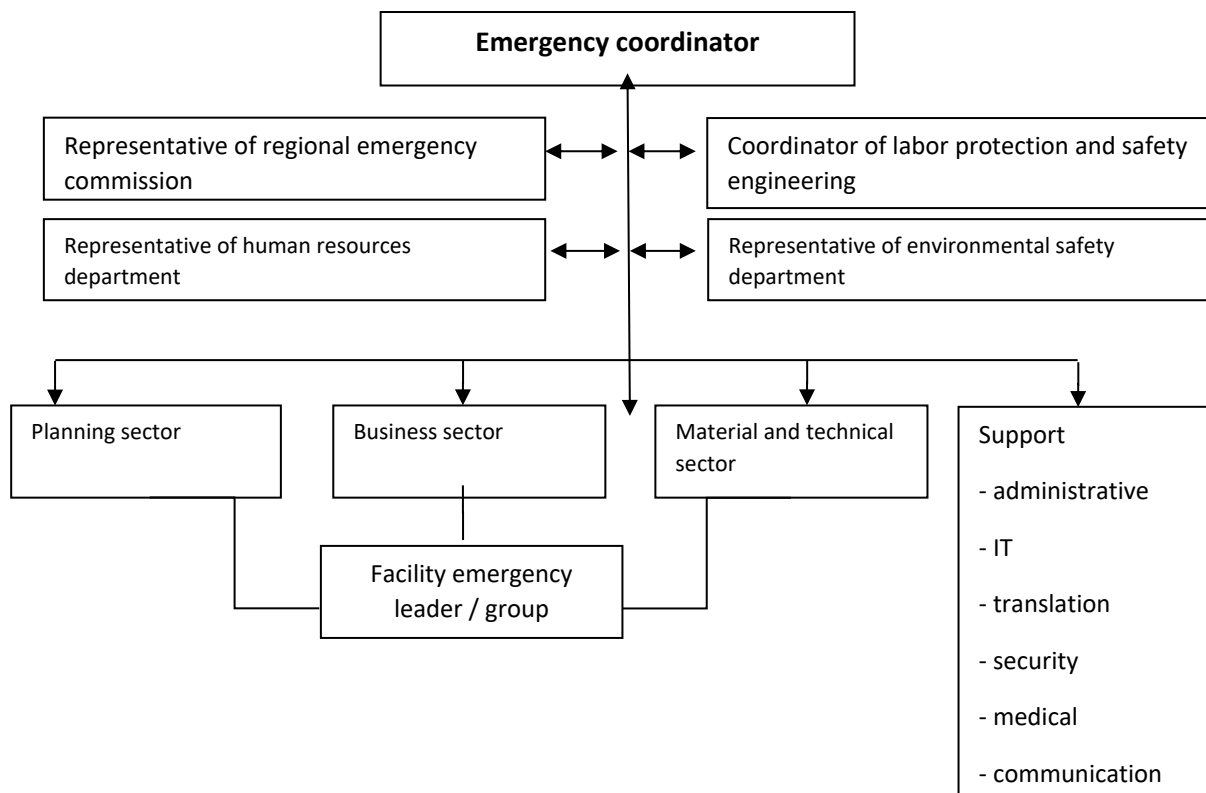 Emergency coordinator
Representative of regional emergency
commission
Coordinator of labor protection and safety
engineering
Representative of human resources
department
Representative of environmental safety
department
Planning sector
Business sector
Material and technical
sector
Support
- administrative
- IT
- translation
- security
- medical
- communication
Facility emergency
leader / group